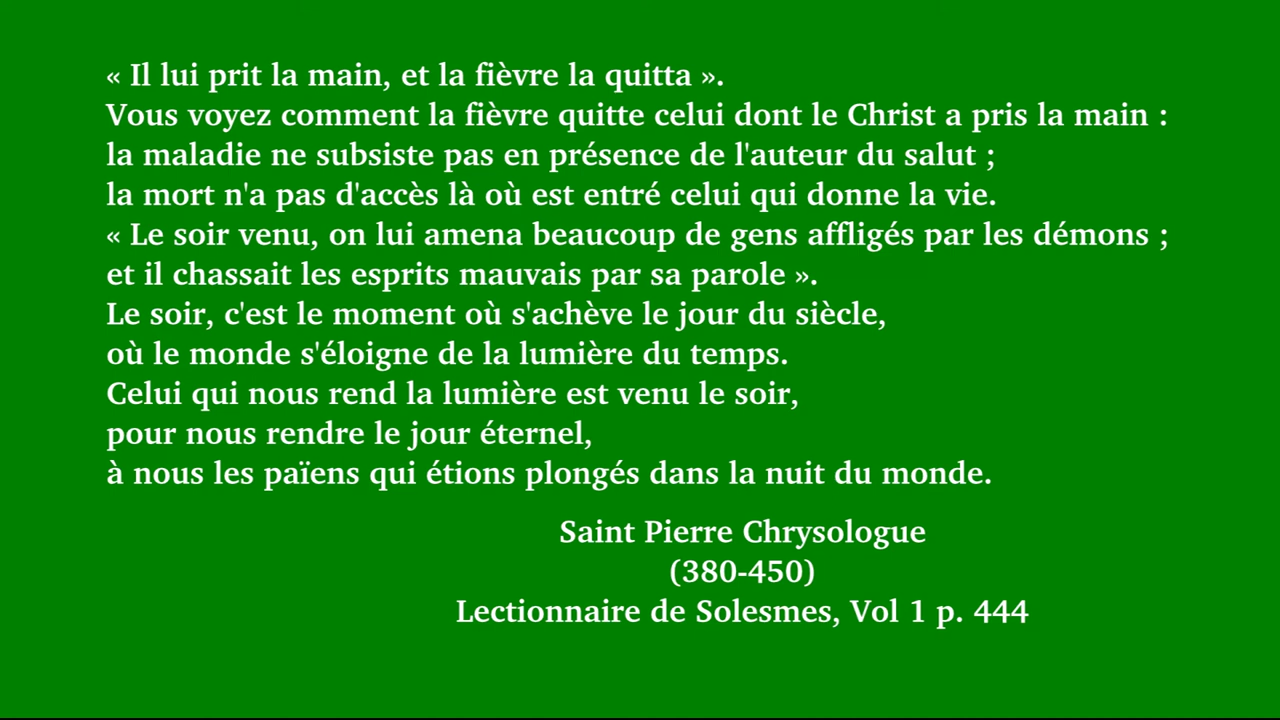 « Il lui prit la main, et la fièvre la quitta ».
Vous voyez comment la fièvre quitte celui dont le Christ a pris la main :
la maladie ne subsiste pas en présence de l'auteur du salut ;
la mort n'a pas d'accès là où est entré celui qui donne la vie.
« Le soir venu, on lui amena beaucoup de gens affligés par les démons ;
et il chassait les esprits mauvais par sa parole ».
Le soir, c'est le moment où s'achève le jour du siècle,
où le monde s'éloigne de la lumière du temps.
Celui qui nous rend la lumière est venu le soir,
pour nous rendre le jour éternel,
à nous les païens qui étions plongés dans la nuit du monde.
Saint Pierre Chrysologue
(380-450)
Lectionnaire de Solesmes, Vol 1 p. 444